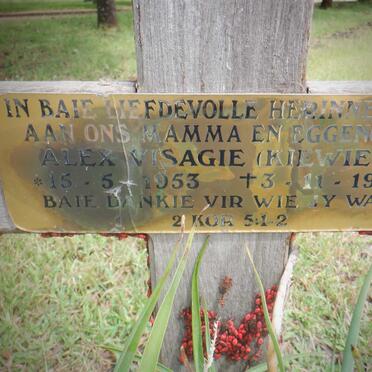 IN BAIE LIEFDEVOLLE HERINNE
AAN ONS MAMMA EN EGGEN
ALEX VISAGIE (KIEWIE
*15-5-1953 †3-11-19
BAIE DANKIE VIR WIE JY WA
2 KOR 5:1-2